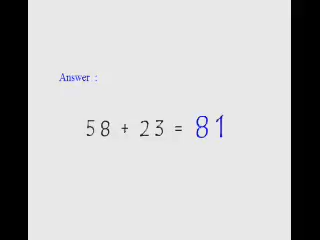 Answer :
58 + 23 = 81